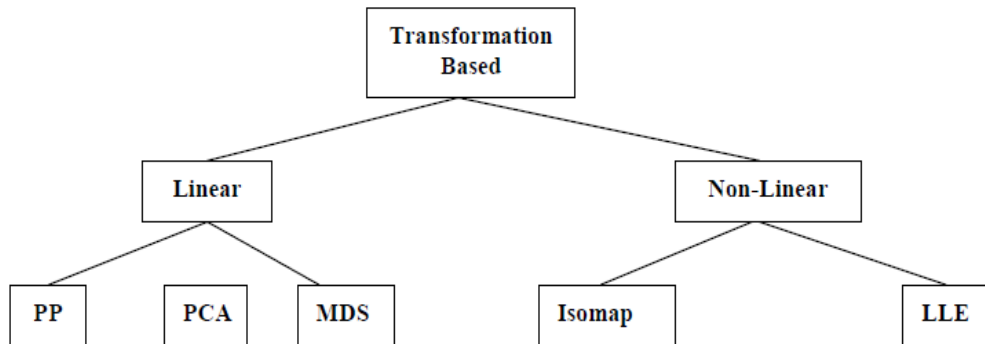 Transformation
Based
Linear
Non-Linear
PP
PCA
MDS
Isomap
LLE